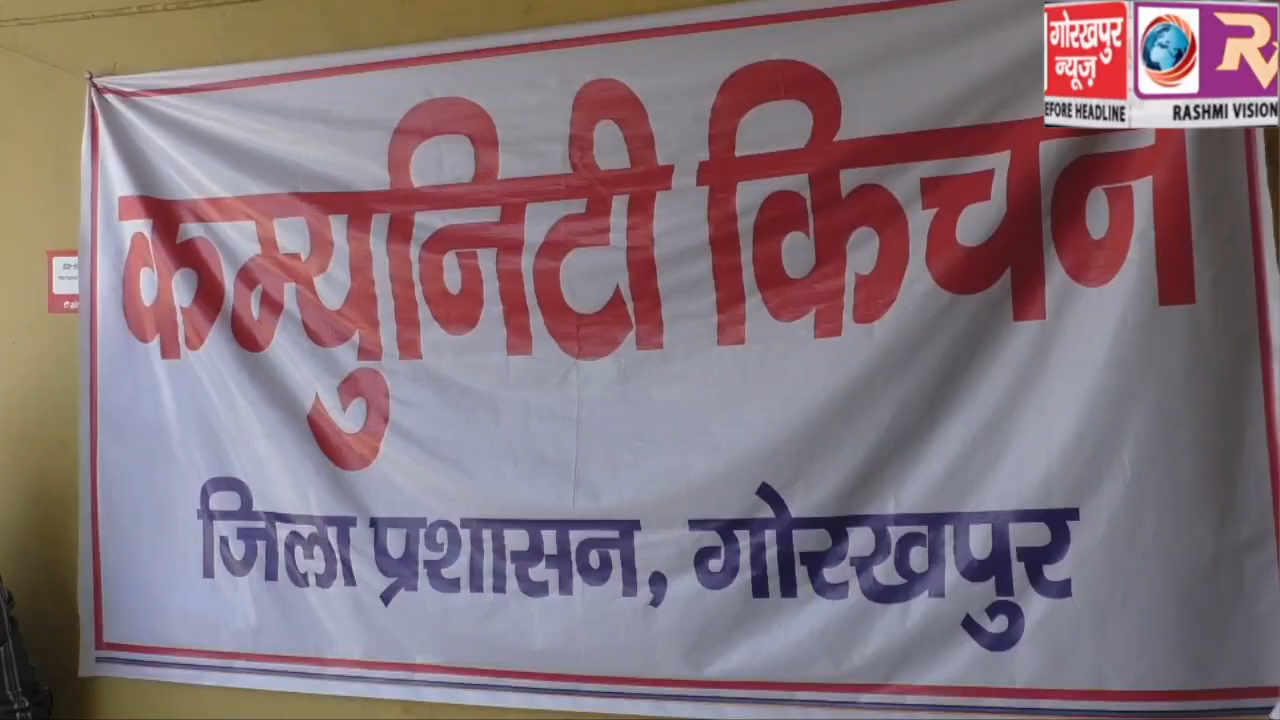 गोरखपुर
न्यूज़
EFORE HEADLINE
RASHMI VISION
कम्युनिटी किचन
जिला प्रशासन, गोरखपुर